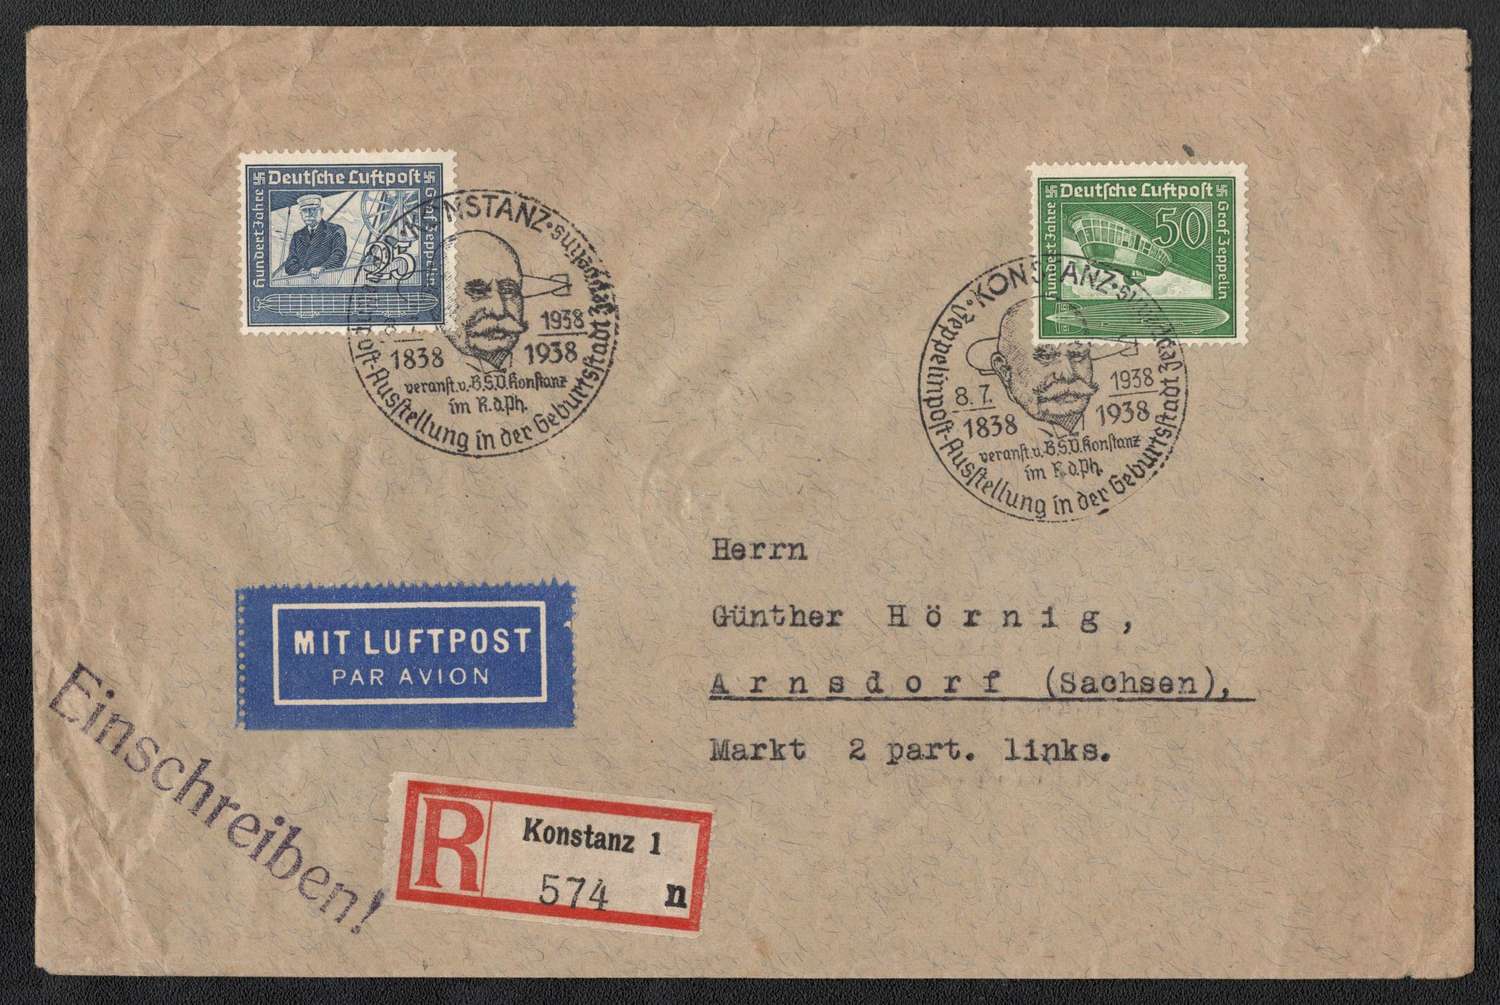 Deutsche Luftpost
Hundert Jahre
Graf Zeppelin
25
KONSTANZ
Zeppelinpost-Ausstellung in der Geburtsstadt Zeppelins
1838
1938
1938
veranst. v. B.S.V. Konstanz
im R.d.Ph.
Deutsche Luftpost
Hundert Jahre
Graf Zeppelin
50
KONSTANZ
Zeppelinpost-Ausstellung in der Geburtsstadt Zeppelins
8.7.
1838
1938
1938
veranst. v. B.S.V. Konstanz
im R.d.Ph.
Herrn
Günther Hörnig,
Arnsdorf (Sachsen),
Markt 2 part. links.
MIT LUFTPOST
PAR AVION
Einschreiben!
R
Konstanz 1
574 n